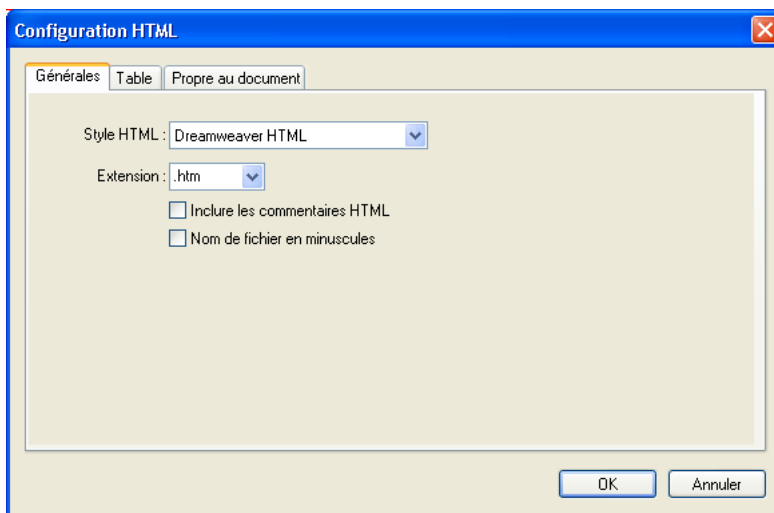 Configuration HTML
Générales Table Propre au document
Style HTML : Dreamweaver HTML
Extension : .htm
Inclure les commentaires HTML
Nom de fichier en minuscules
OK Annuler